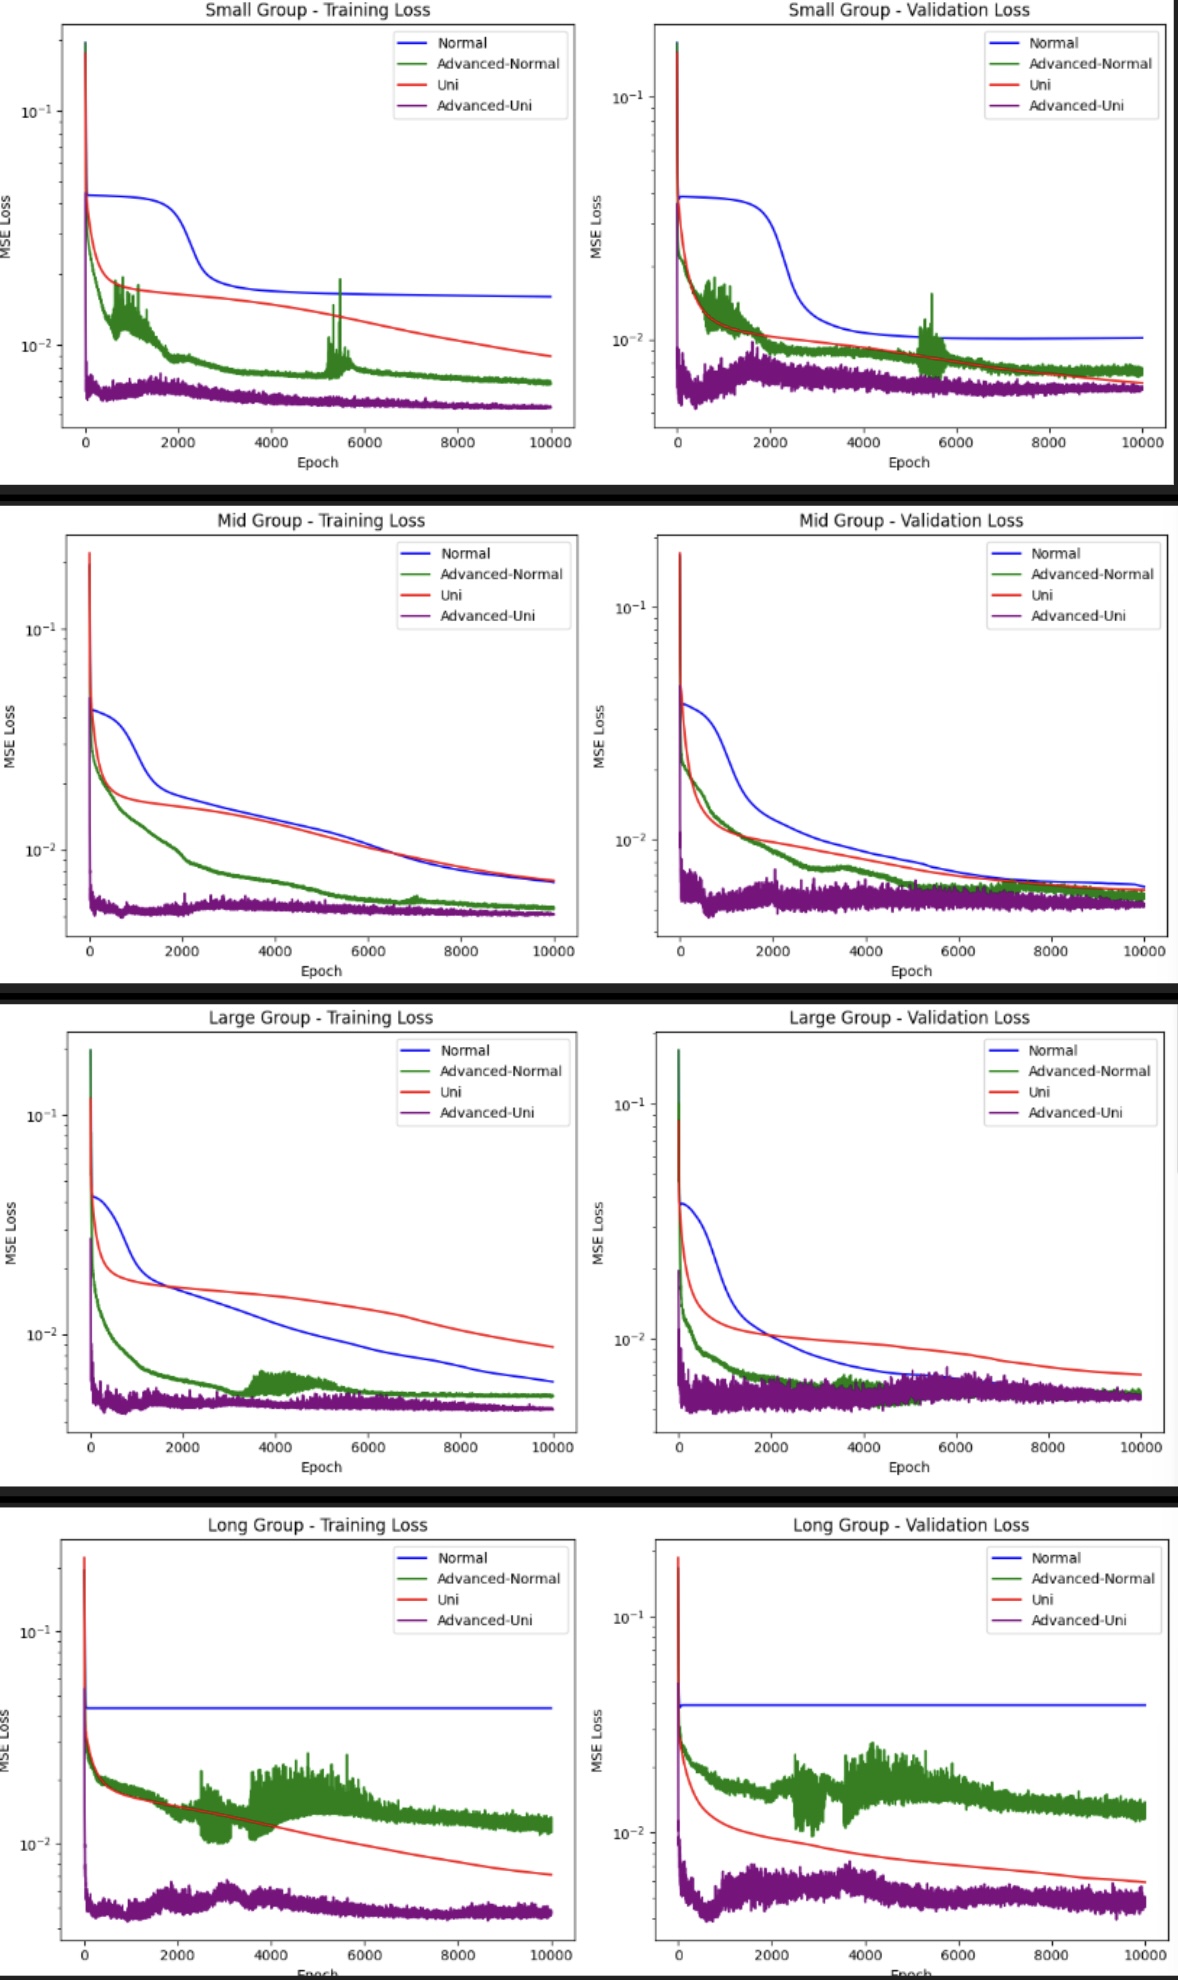 Small Group - Training Loss
Small Group - Validation Loss
Normal
Advanced-Normal
Uni
Advanced-Uni
Normal
Advanced-Normal
Uni
Advanced-Uni
10⁻¹
10⁻²
MSE Loss
10⁻¹
10⁻²
MSE Loss
0 2000 4000 6000 8000 10000
Epoch
0 2000 4000 6000 8000 10000
Epoch
Mid Group - Training Loss
Mid Group - Validation Loss
Normal
Advanced-Normal
Uni
Advanced-Uni
Normal
Advanced-Normal
Uni
Advanced-Uni
10⁻¹
10⁻²
MSE Loss
10⁻¹
10⁻²
MSE Loss
0 2000 4000 6000 8000 10000
Epoch
0 2000 4000 6000 8000 10000
Epoch
Large Group - Training Loss
Large Group - Validation Loss
Normal
Advanced-Normal
Uni
Advanced-Uni
Normal
Advanced-Normal
Uni
Advanced-Uni
10⁻¹
10⁻²
MSE Loss
10⁻¹
10⁻²
MSE Loss
0 2000 4000 6000 8000 10000
Epoch
0 2000 4000 6000 8000 10000
Epoch
Long Group - Training Loss
Long Group - Validation Loss
Normal
Advanced-Normal
Uni
Advanced-Uni
Normal
Advanced-Normal
Uni
Advanced-Uni
10⁻¹
10⁻²
MSE Loss
10⁻¹
10⁻²
MSE Loss
0 2000 4000 6000 8000 10000
Epoch
0 2000 4000 6000 8000 10000
Epoch